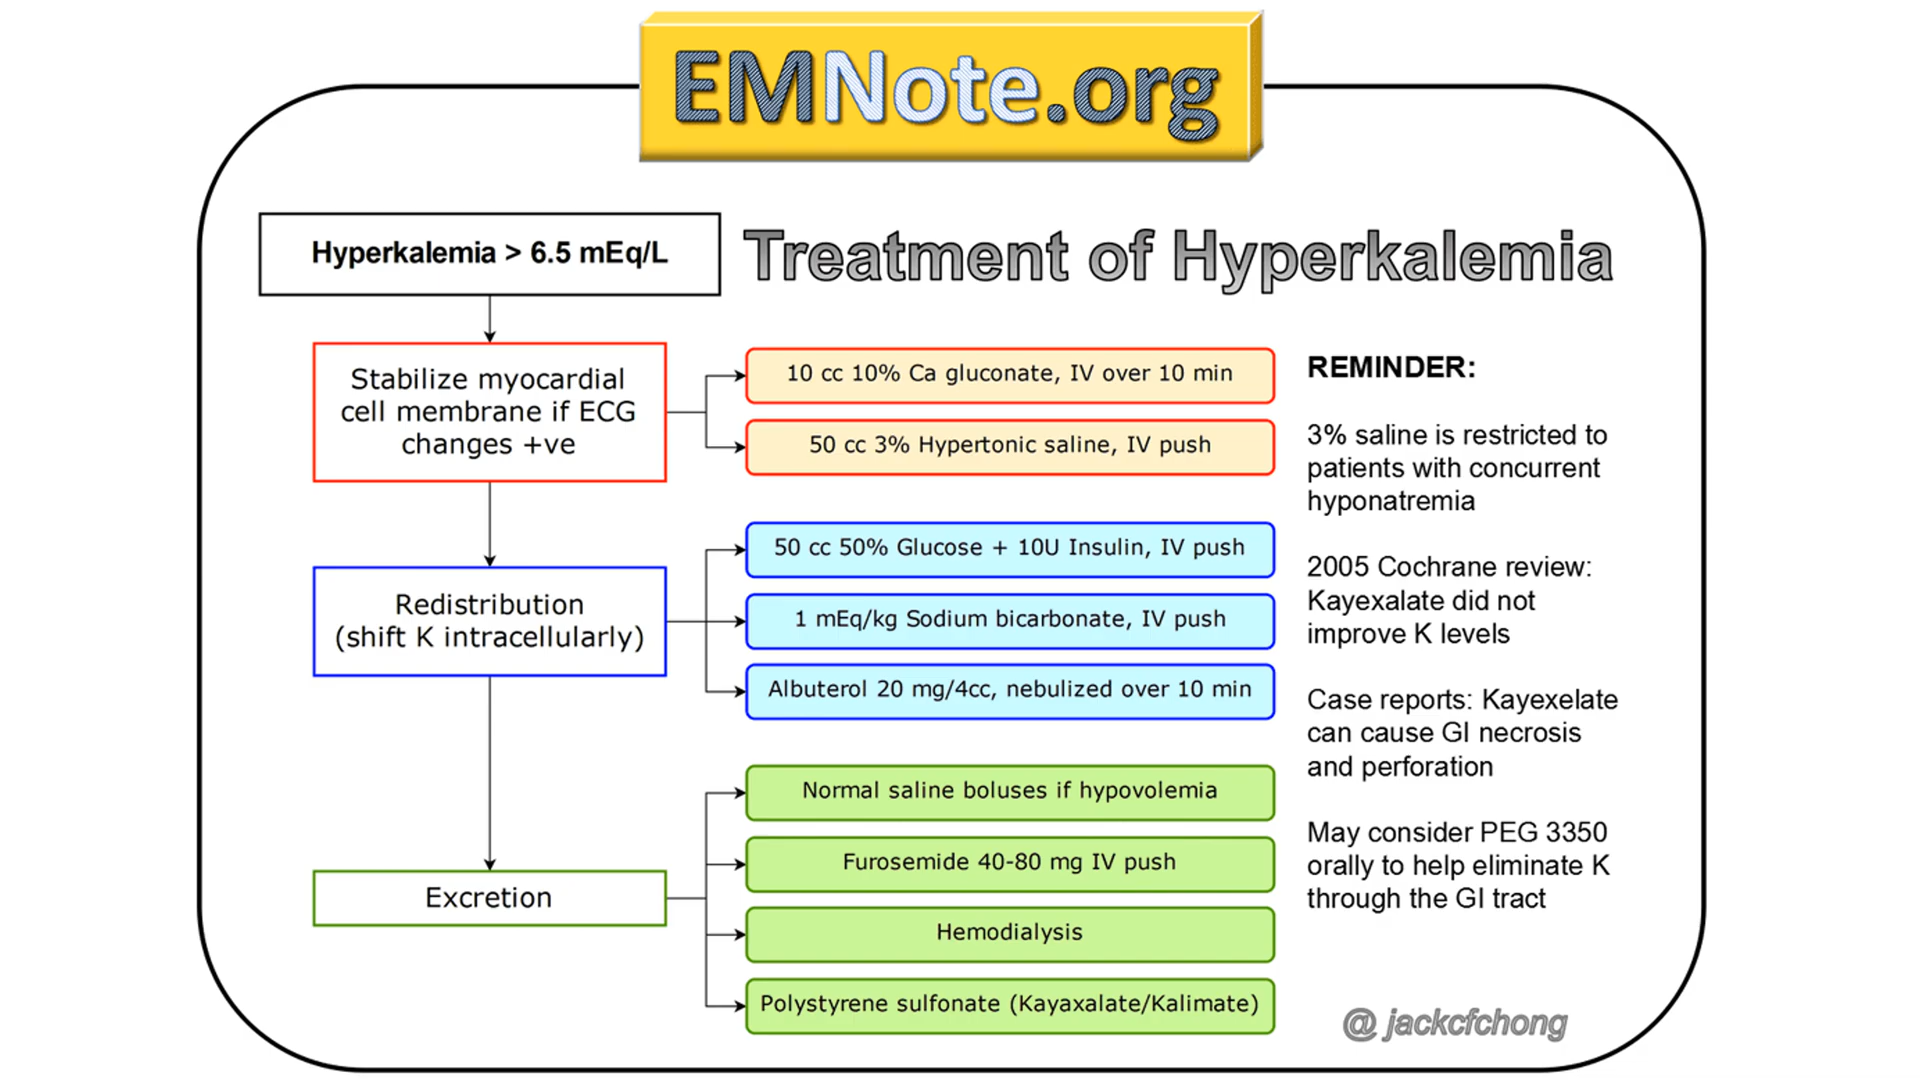 EMNote.org
Treatment of Hyperkalemia
Hyperkalemia > 6.5 mEq/L
Stabilize myocardial
cell membrane if ECG
changes +ve
10 cc 10% Ca gluconate, IV over 10 min
50 cc 3% Hypertonic saline, IV push
Redistribution
(shift K intracellularly)
50 cc 50% Glucose + 10U Insulin, IV push
1 mEq/kg Sodium bicarbonate, IV push
Albuterol 20 mg/4cc, nebulized over 10 min
Excretion
Normal saline boluses if hypovolemia
Furosemide 40-80 mg IV push
Hemodialysis
Polystyrene sulfonate (Kayaxalate/Kalimate)
REMINDER:
3% saline is restricted to
patients with concurrent
hyponatremia
2005 Cochrane review:
Kayexalate did not
improve K levels
Case reports: Kayexelate
can cause GI necrosis
and perforation
May consider PEG 3350
orally to help eliminate K
through the GI tract
@ jackcfchong